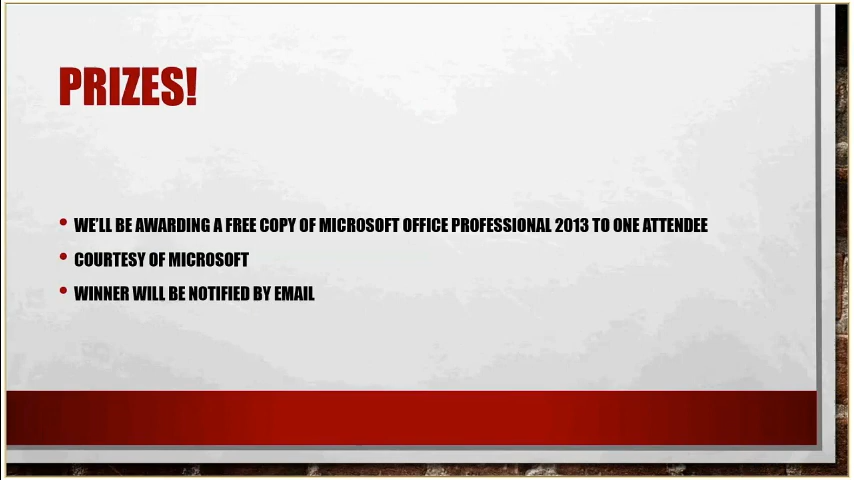 PRIZES!
• WE'LL BE AWARDING A FREE COPY OF MICROSOFT OFFICE PROFESSIONAL 2013 TO ONE ATTENDEE
• COURTESY OF MICROSOFT
• WINNER WILL BE NOTIFIED BY EMAIL